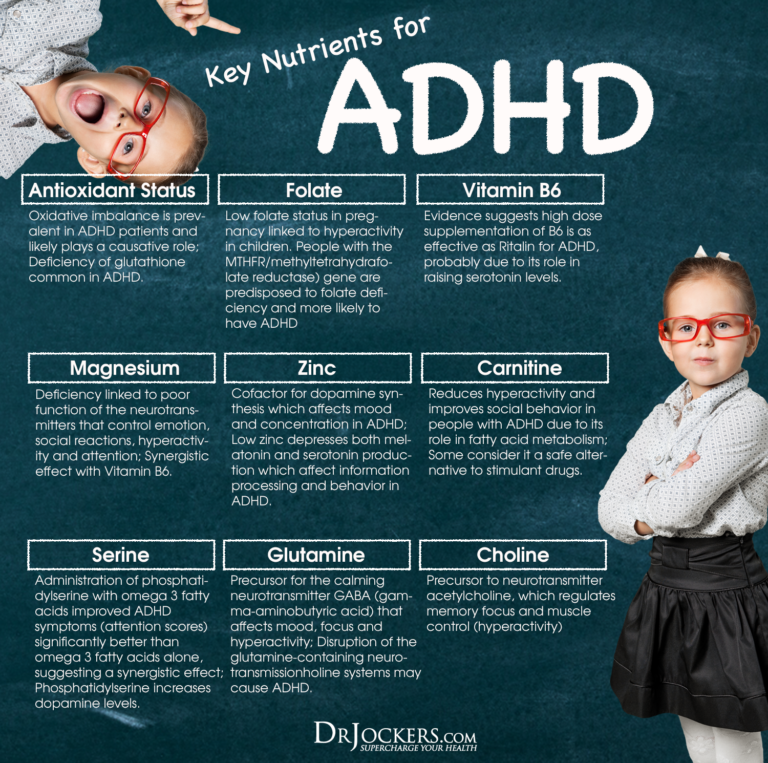 Key Nutrients for
ADHD
Antioxidant Status
Oxidative imbalance is prev-
alent in ADHD patients and
likely plays a causative role;
Deficiency of glutathione
common in ADHD.
Folate
Low folate status in preg-
nancy linked to hyperactivity
in children. People with the
MTHFR/methyltetrahydrafo-
late reductase) gene are
predisposed to folate defi-
ciency and more likely to
have ADHD
Vitamin B6
Evidence suggests high dose
supplementation of B6 is as
effective as Ritalin for ADHD,
probably due to its role in
raising serotonin levels.
Magnesium
Deficiency linked to poor
function of the neurotrans-
mitters that control emotion,
social reactions, hyperactiv-
ity and attention; Synergistic
effect with Vitamin B6.
Zinc
Cofactor for dopamine syn-
thesis which affects mood
and concentration in ADHD;
Low zinc depresses both mel-
atonin and serotonin produc-
tion which affect information
processing and behavior in
ADHD.
Carnitine
Reduces hyperactivity and
improves social behavior in
people with ADHD due to its
role in fatty acid metabolism;
Some consider it a safe alter-
native to stimulant drugs.
Serine
Administration of phosphati-
dylserine with omega 3 fatty
acids improved ADHD
symptoms (attention scores)
significantly better than
omega 3 fatty acids alone,
suggesting a synergistic effect;
Phosphatidylserine increases
dopamine levels.
Glutamine
Precursor for the calming
neurotransmitter GABA (gam-
ma-aminobutyric acid) that
affects mood, focus and
hyperactivity; Disruption of the
glutamine-containing neuro-
transmissionholine systems may
cause ADHD.
Choline
Precursor to neurotransmitter
acetylcholine, which regulates
memory focus and muscle
control (hyperactivity)
DRJOCKERS.COM
SUPERCHARGE YOUR HEALTH